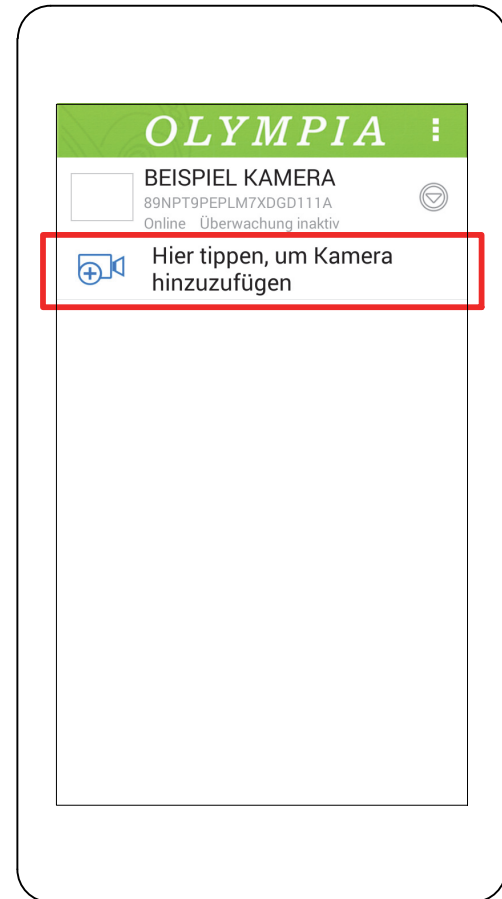 OLYMPIA
BEISPIEL KAMERA
89NPT9PEPLM7XDGD111A
Online Überwachung inaktiv
Hier tippen, um Kamera
hinzuzufügen